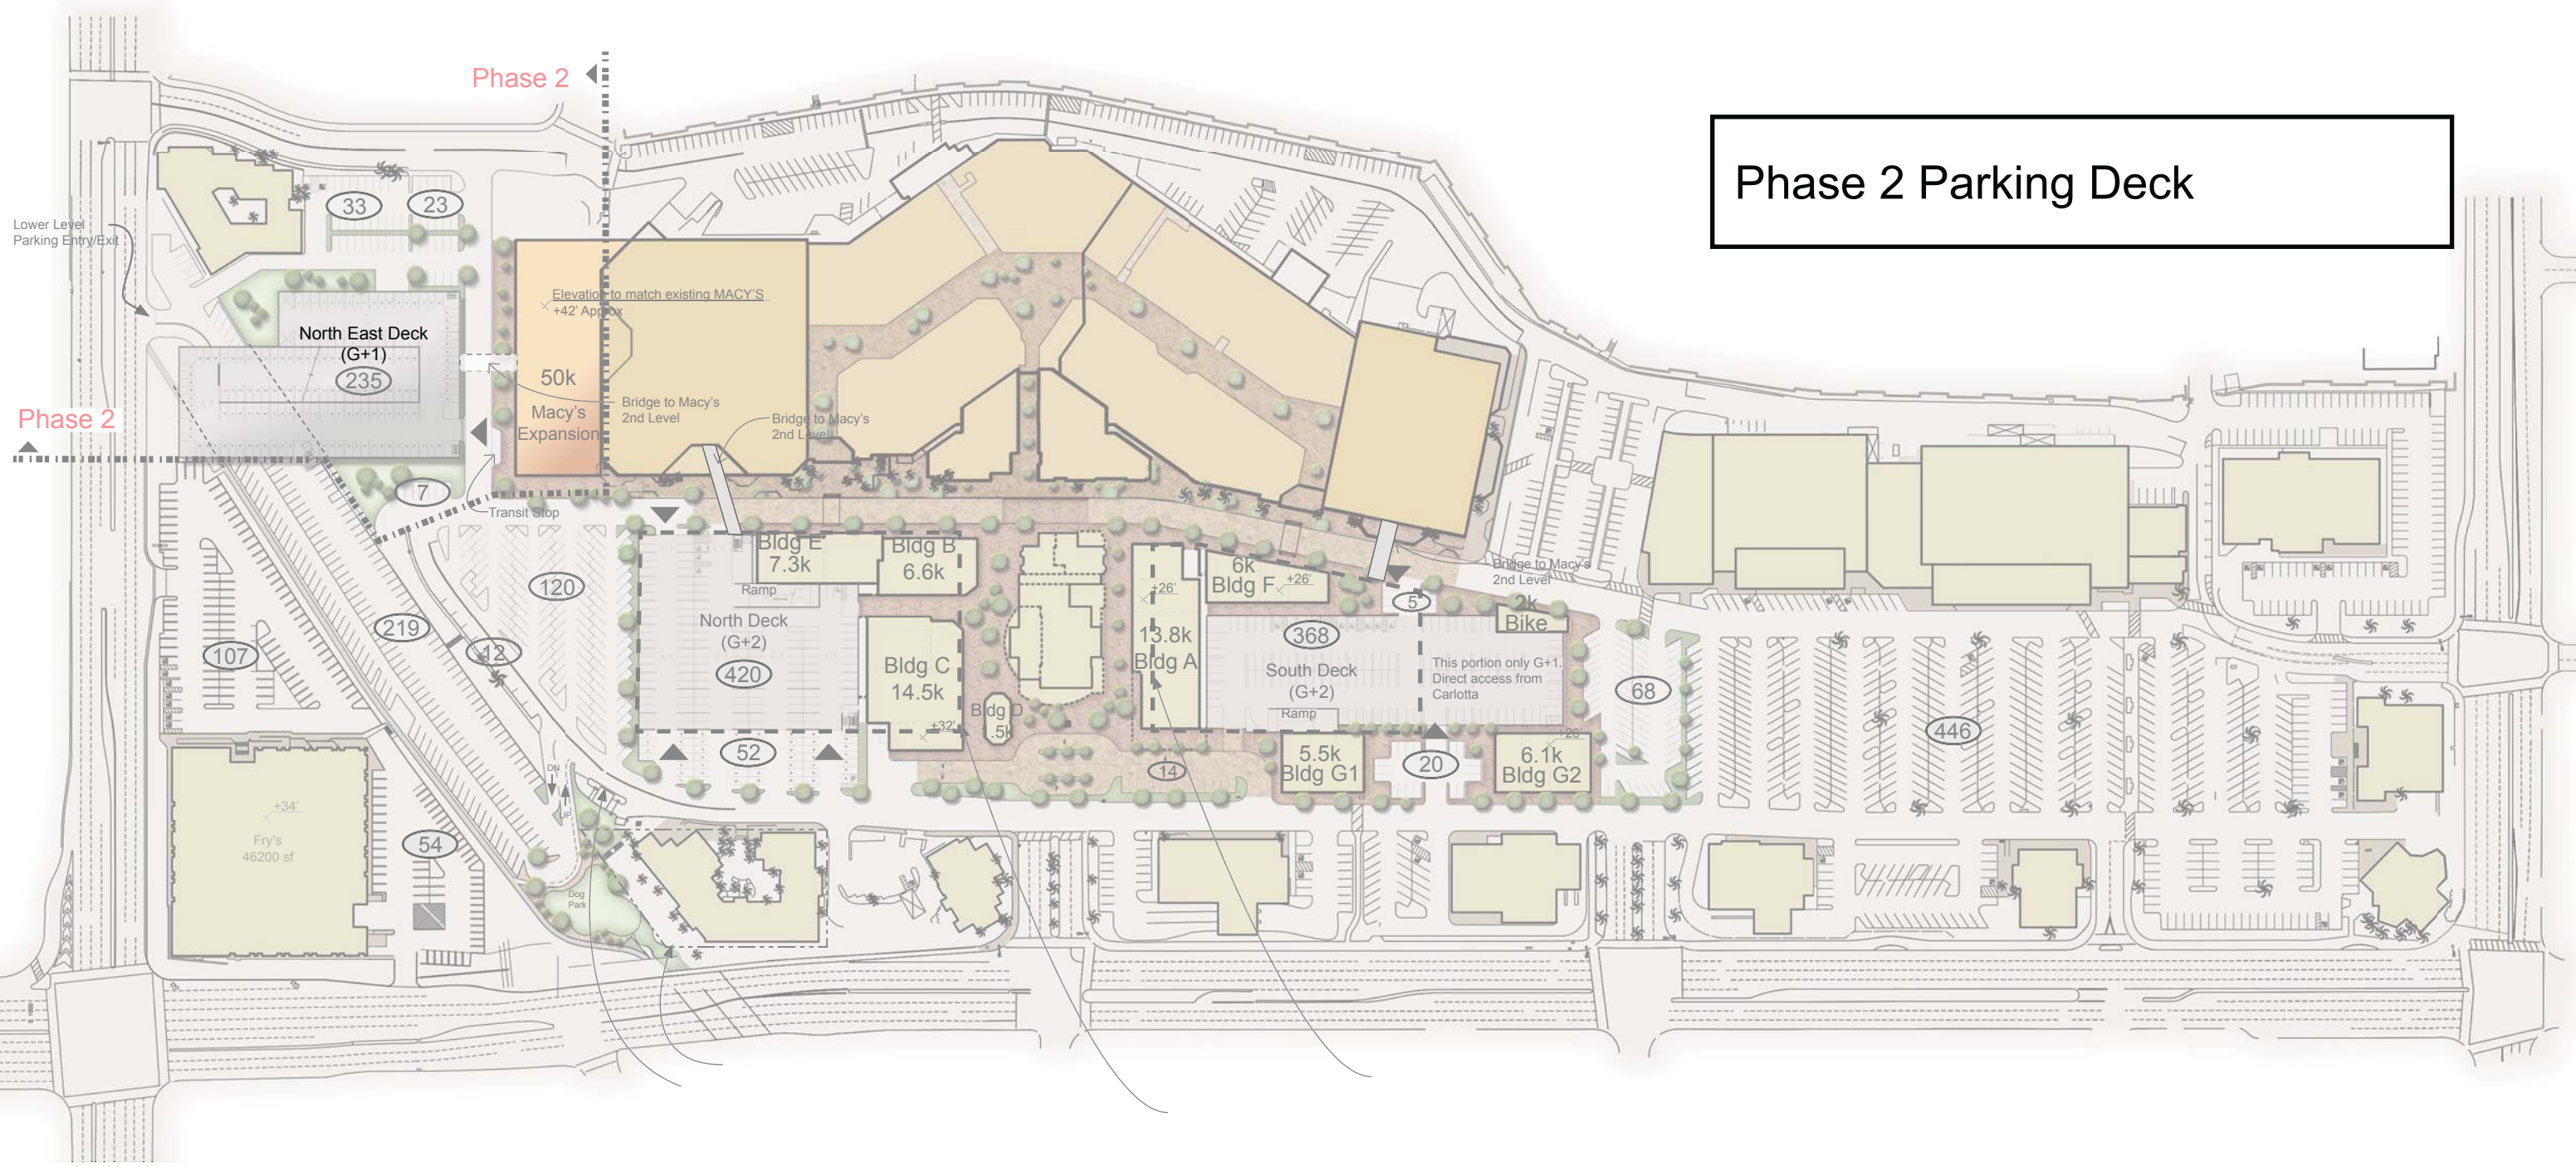 Phase 2
Phase 2 Parking Deck
33
23
Lower Level
Parking Entry/Exit
Elevation to match existing MACY'S
+42' Approx
North East Deck
(G+1)
235
50k
Macy's
Expansion
Bridge to Macy's
2nd Level
Bridge to Macy's
2nd Level
Phase 2
7
Transit Stop
Bldg E
7.3k
Bldg B
6.6k
Ramp
120
North Deck
(G+2)
420
219
12
107
Bldg C
14.5k
+32'
Bldg D
.5k
+26'
13.8k
Bldg A
6k
Bldg F
+26'
Bridge to Macy's
2nd Level
5
2k
Bike
368
South Deck
(G+2)
Ramp
This portion only G+1.
Direct access from
Carlotta
68
446
52
14
5.5k
Bldg G1
20
+26'
6.1k
Bldg G2
DN
UP
+34'
Fry's
46200 sf
54
Dog
Park